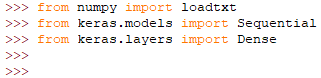 >>> from numpy import loadtxt
>>> from keras.models import Sequential
>>> from keras.layers import Dense
>>>
>>>